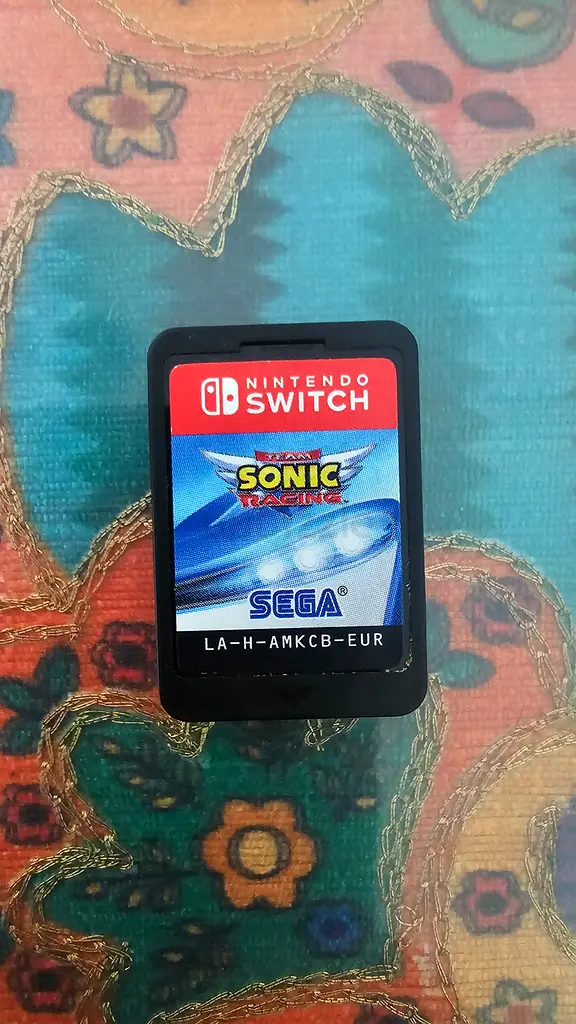 NINTENDO
SWITCH
TEAM
SONIC
RACING
SEGA®
LA-H-AMKCB-EUR